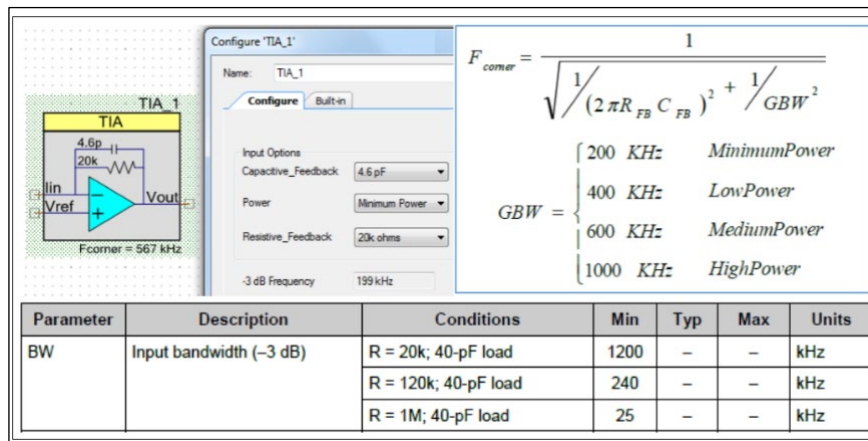 TIA_1
TIA
4.6p
20k
Iin
Vref
Vout
Fcorner = 567 kHz
Configure 'TIA_1'
Name: TIA_1
Configure Built-in
Input Options
Capacitive_Feedback 4.6 pF
Power Minimum Power
Resistive_Feedback 20k ohms
-3 dB Frequency 199 kHz
F corner = 1 / √( 1/(2πR FB C FB )² + 1/GBW² )
GBW = { 200 KHz MinimumPower
400 KHz LowPower
600 KHz MediumPower
1000 KHz HighPower
Parameter Description Conditions Min Typ Max Units
BW Input bandwidth (–3 dB) R = 20k; 40-pF load 1200 – – kHz
R = 120k; 40-pF load 240 – – kHz
R = 1M; 40-pF load 25 – – kHz